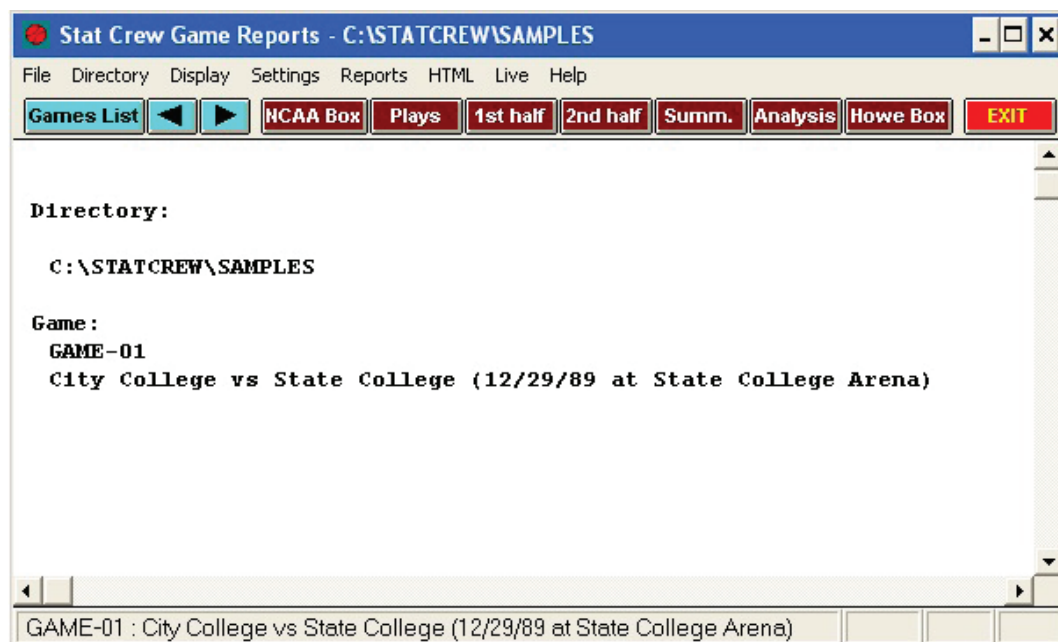 Stat Crew Game Reports - C:\STATCREW\SAMPLES
File Directory Display Settings Reports HTML Live Help
Games List NCAA Box Plays 1st half 2nd half Summ. Analysis Howe Box EXIT
Directory:
C:\STATCREW\SAMPLES
Game:
GAME-01
City College vs State College (12/29/89 at State College Arena)
GAME-01 : City College vs State College (12/29/89 at State College Arena)